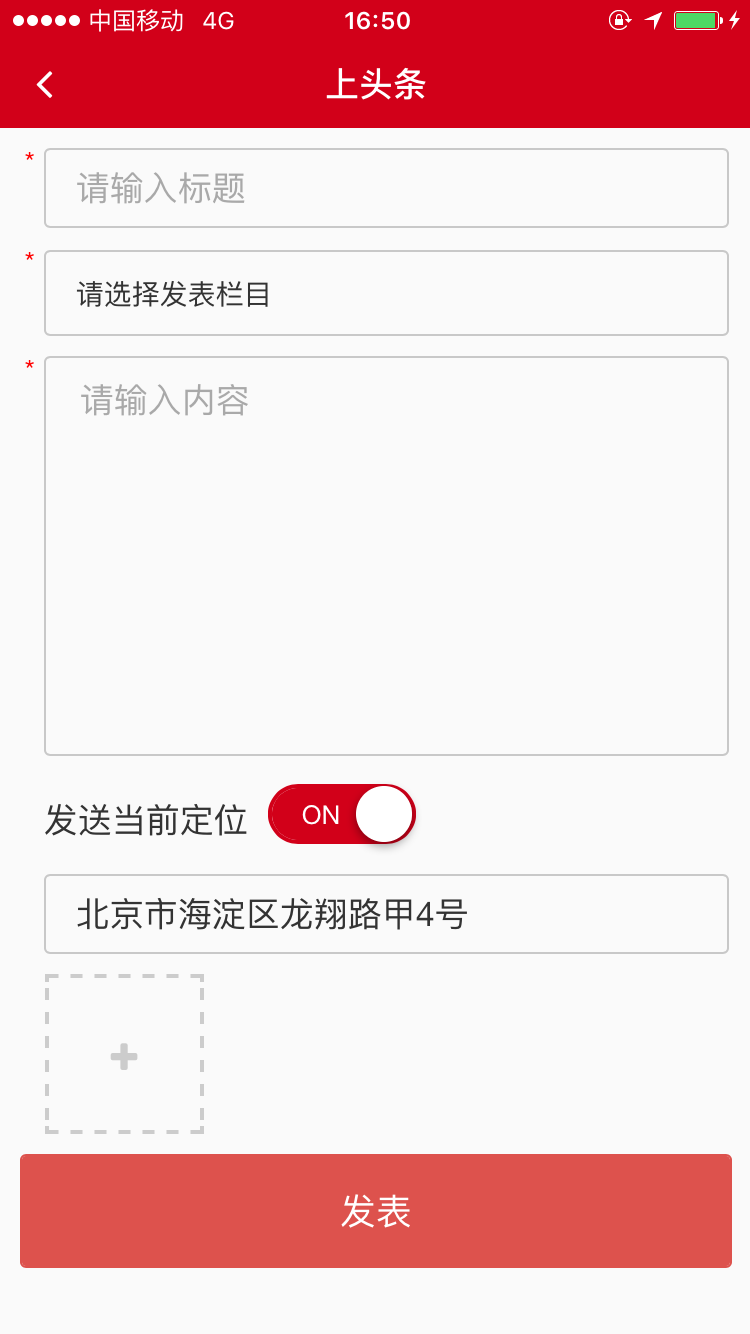 中国移动 4G 16:50
上头条
* 请输入标题
* 请选择发表栏目
* 请输入内容
发送当前定位 ON
北京市海淀区龙翔路甲4号
发表